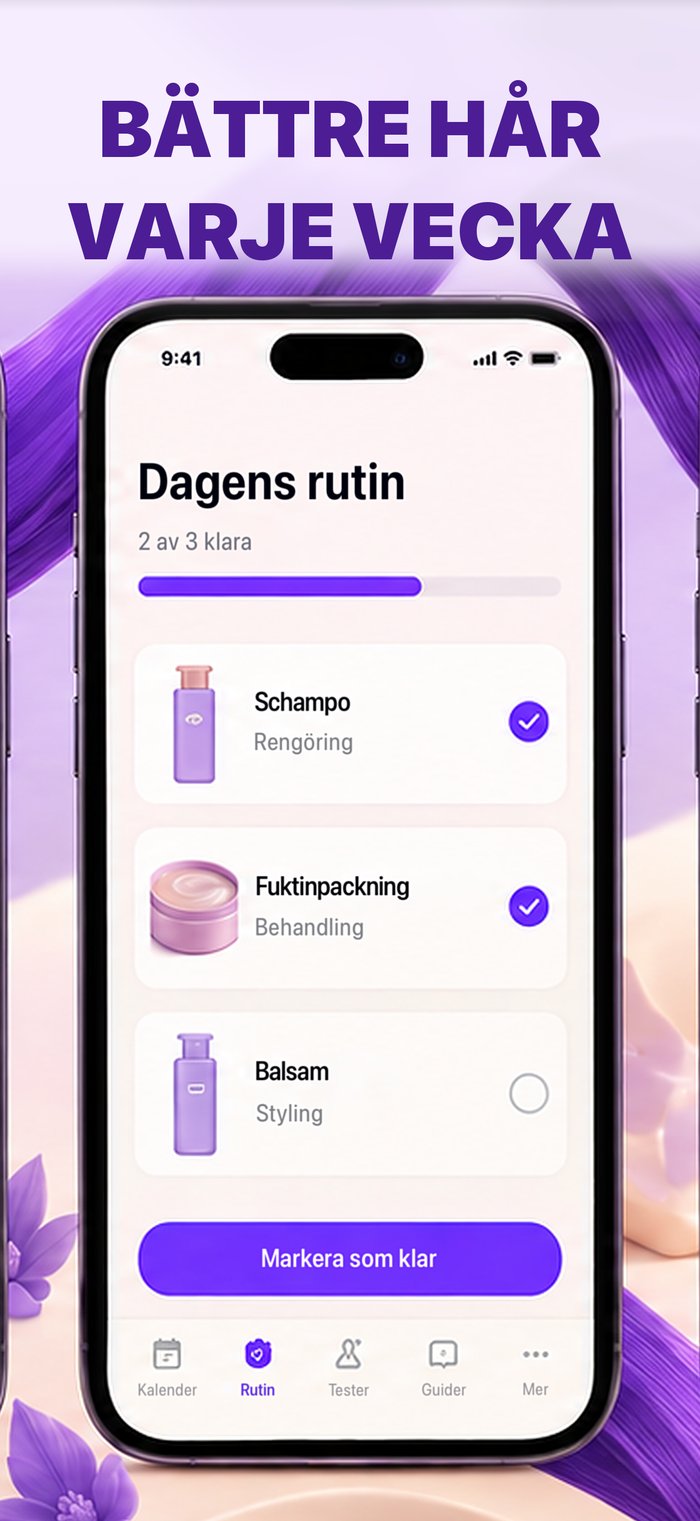 BÄTTRE HÅR
VARJE VECKA
9:41
Dagens rutin
2 av 3 klara
Schampo
Rengöring
Fuktinpackning
Behandling
Balsam
Styling
Markera som klar
Kalender
Rutin
Tester
Guider
Mer